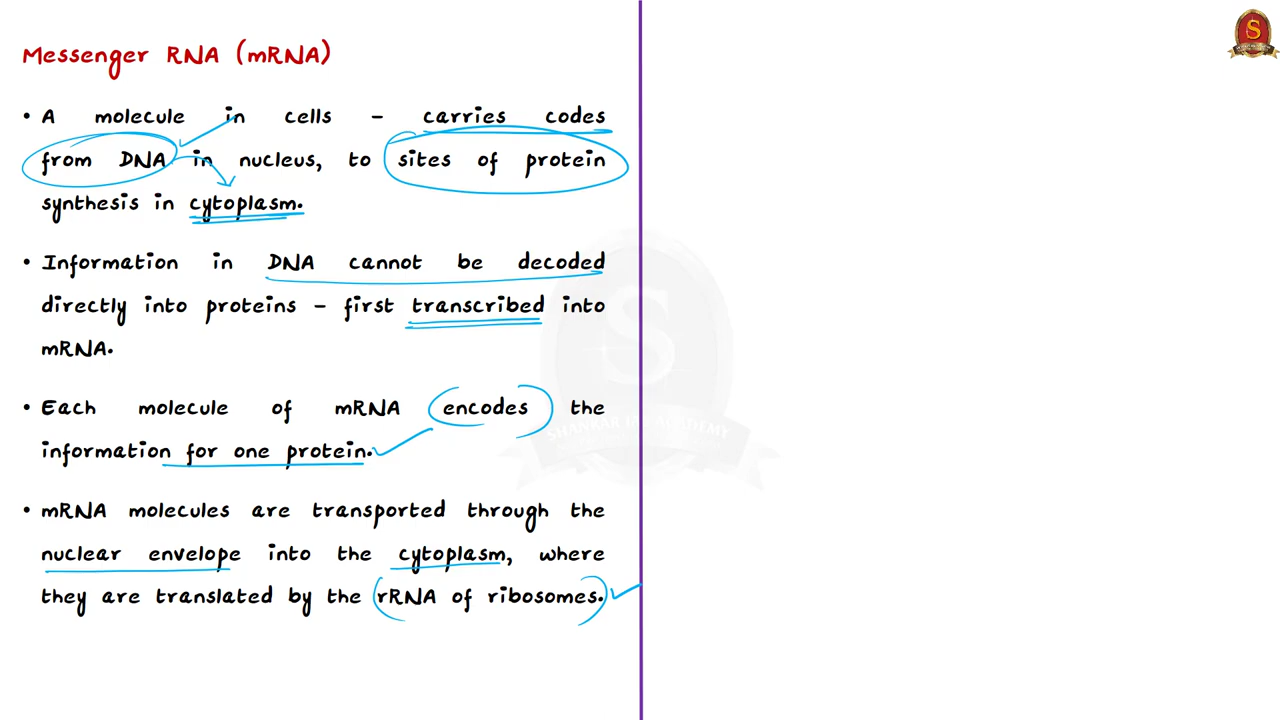 Messenger RNA (mRNA)
• A molecule in cells – carries codes
from DNA in nucleus, to sites of protein
synthesis in cytoplasm.
• Information in DNA cannot be decoded
directly into proteins – first transcribed into
mRNA.
• Each molecule of mRNA encodes the
information for one protein.
• mRNA molecules are transported through the
nuclear envelope into the cytoplasm, where
they are translated by the rRNA of ribosomes.
S
S